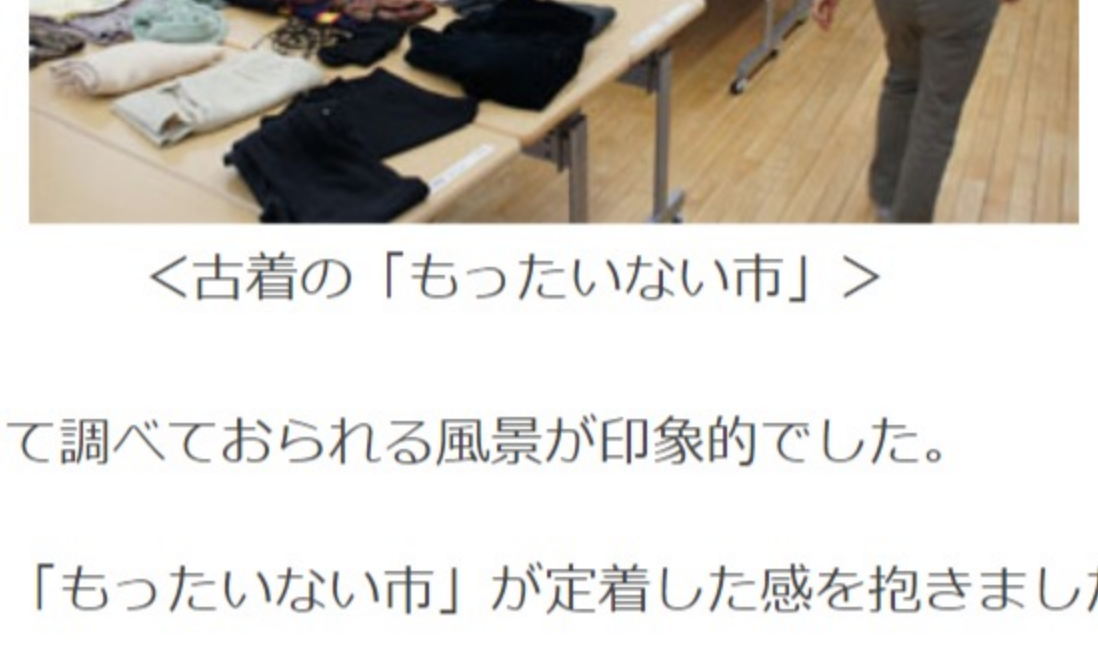 ＜古着の「もったいない市」＞
て調べておられる風景が印象的でした。
「もったいない市」が定着した感を抱きまし